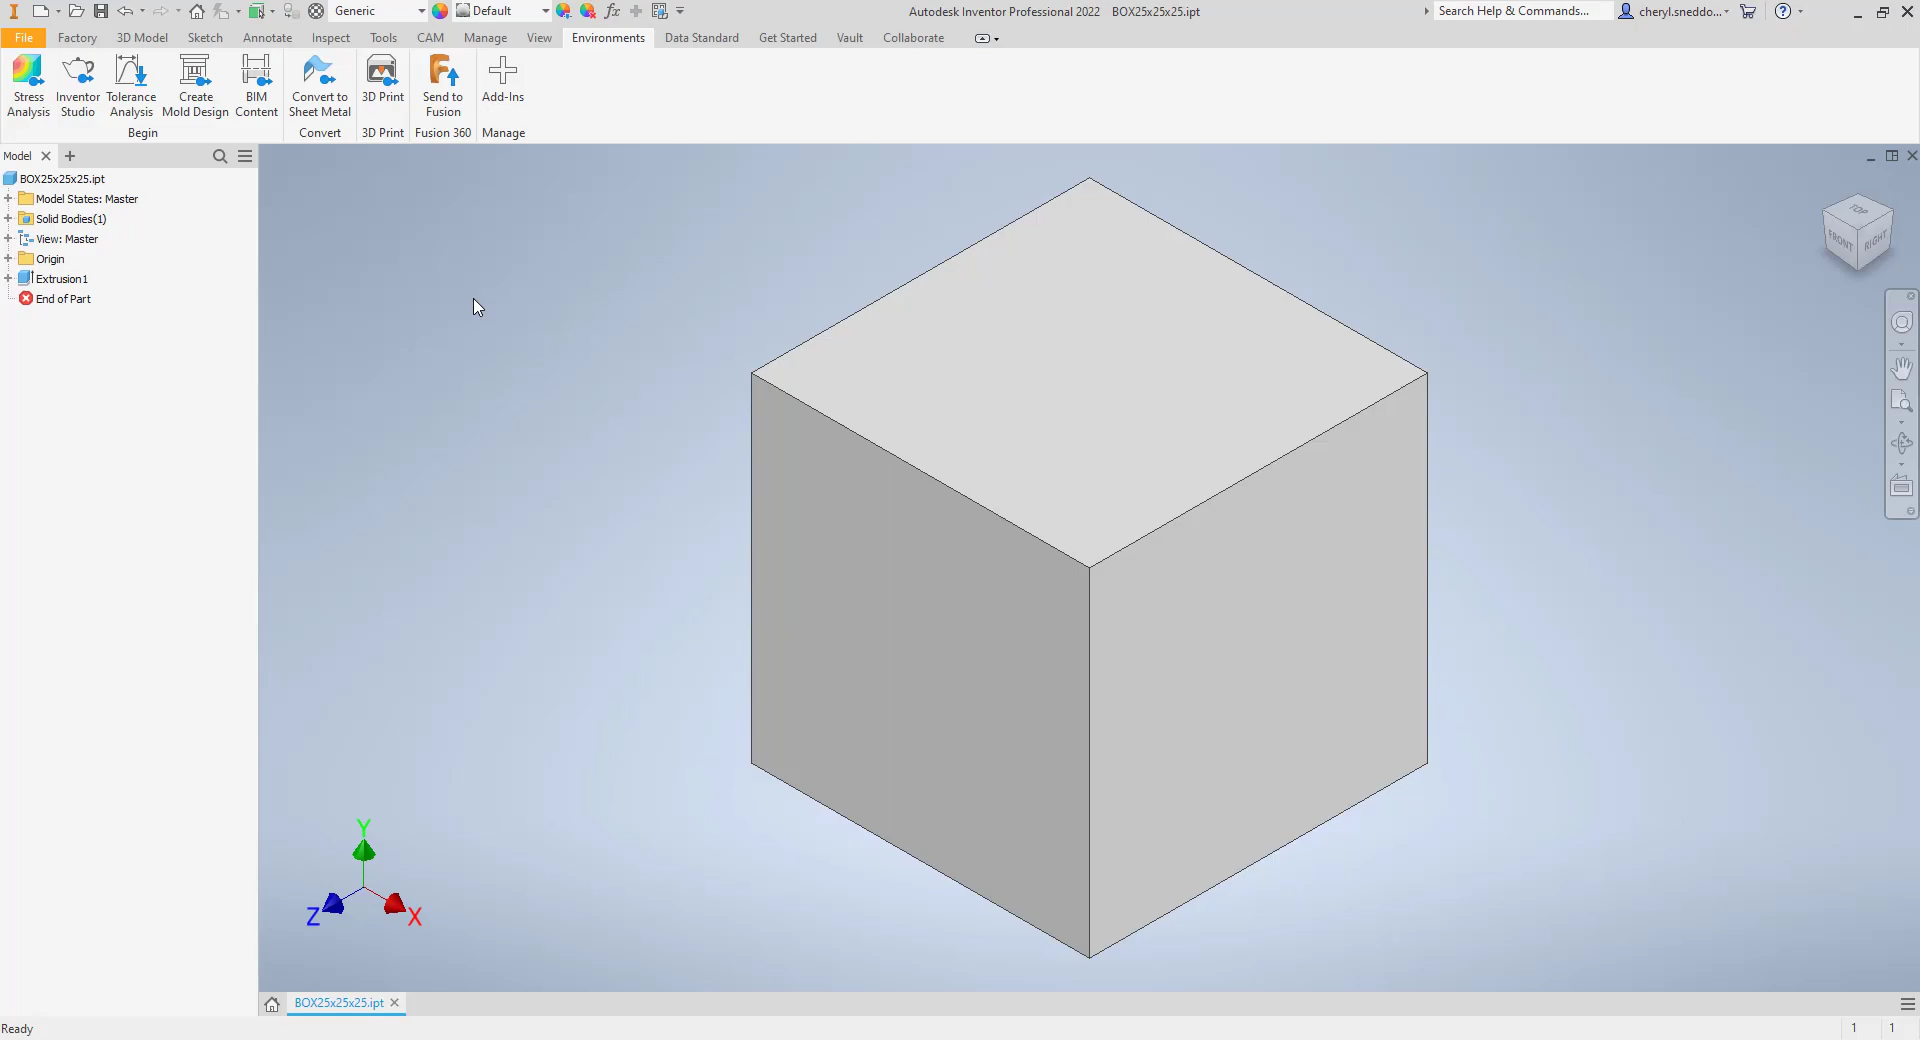 Generic
Default
fx
Autodesk Inventor Professional 2022 BOX25x25x25.ipt
Search Help & Commands...
cheryl.sneddo...
File Factory 3D Model Sketch Annotate Inspect Tools CAM Manage View Environments Data Standard Get Started Vault Collaborate
Stress Analysis
Inventor Studio
Tolerance Analysis
Create Mold Design
BIM Content
Convert to Sheet Metal
3D Print
Send to Fusion
Add-Ins
Begin Convert 3D Print Fusion 360 Manage
Model
BOX25x25x25.ipt
Model States: Master
Solid Bodies(1)
View: Master
Origin
Extrusion1
End of Part
TOP
FRONT RIGHT
Y
Z X
BOX25x25x25.ipt
Ready 1 1